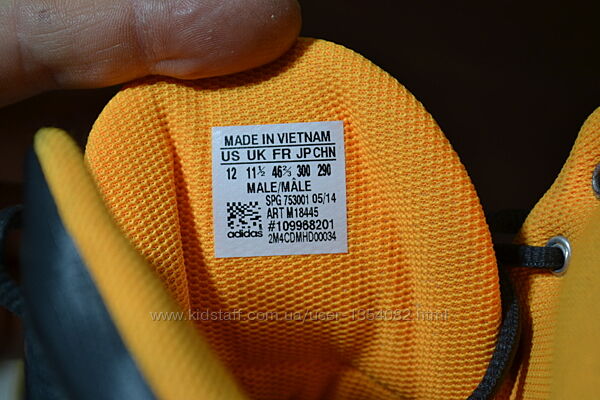 MADE IN VIETNAM
US UK FR JP CHN
12 11½ 46⅔ 300 290
MALE/MÂLE
SPG 753001 05/14
ART M18445
#109968201
adidas 2M4CDMHD00034
www.kidstaff.com.ua/user-1354082.html